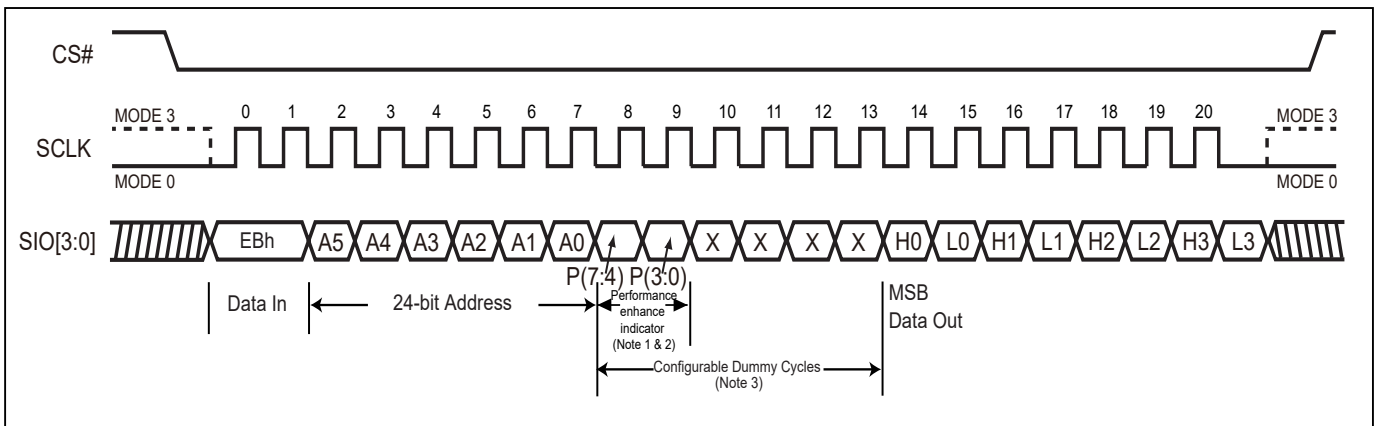 CS#
MODE 3
0 1 2 3 4 5 6 7 8 9 10 11 12 13 14 15 16 17 18 19 20
MODE 3
SCLK
MODE 0
MODE 0
SIO[3:0]
EBh A5 A4 A3 A2 A1 A0 X X X X H0 L0 H1 L1 H2 L2 H3 L3
P(7:4) P(3:0)
Data In
24-bit Address
Performance
enhance
indicator
(Note 1 & 2)
MSB
Data Out
Configurable Dummy Cycles
(Note 3)